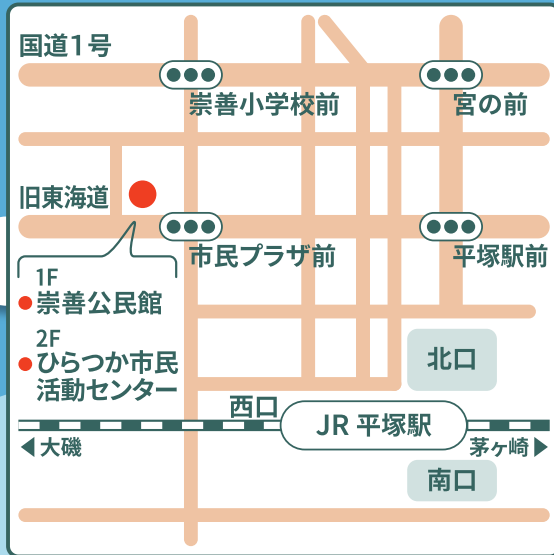 国道1号
崇善小学校前
宮の前
旧東海道
市民プラザ前
平塚駅前
1F
崇善公民館
2F
ひらつか市民
活動センター
北口
西口
JR 平塚駅
大磯
茅ヶ崎
南口